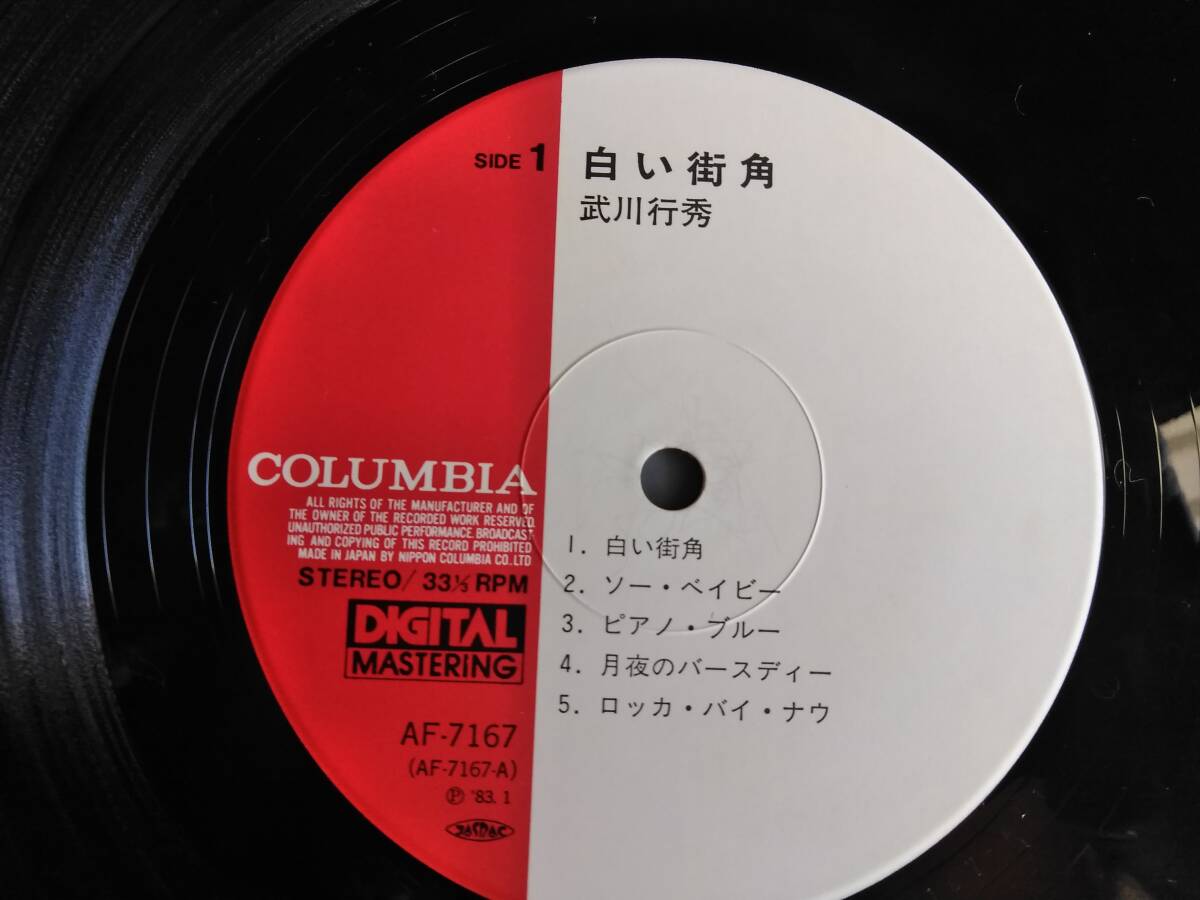 SIDE 1
白い街角
武川行秀
COLUMBIA
ALL RIGHTS OF THE MANUFACTURER AND OF
THE OWNER OF THE RECORDED WORK RESERVED.
UNAUTHORIZED PUBLIC PERFORMANCE. BROADCAST
ING AND COPYING OF THIS RECORD PROHIBITED
MADE IN JAPAN BY NIPPON COLUMBIA CO., LTD
STEREO/ 33⅓ RPM
DIGITAL
MASTERING
AF-7167
(AF-7167-A)
Ⓟ '83. 1
JASRAC
1. 白い街角
2. ソー・ベイビー
3. ピアノ・ブルー
4. 月夜のバースディー
5. ロッカ・バイ・ナウ